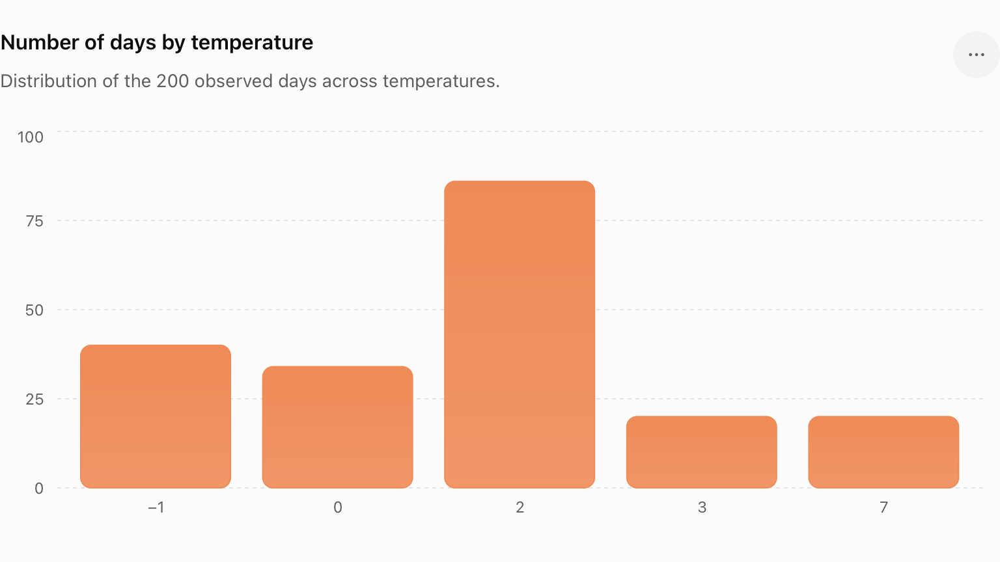 Number of days by temperature
Distribution of the 200 observed days across temperatures.
100
75
50
25
0
–1 0 2 3 7